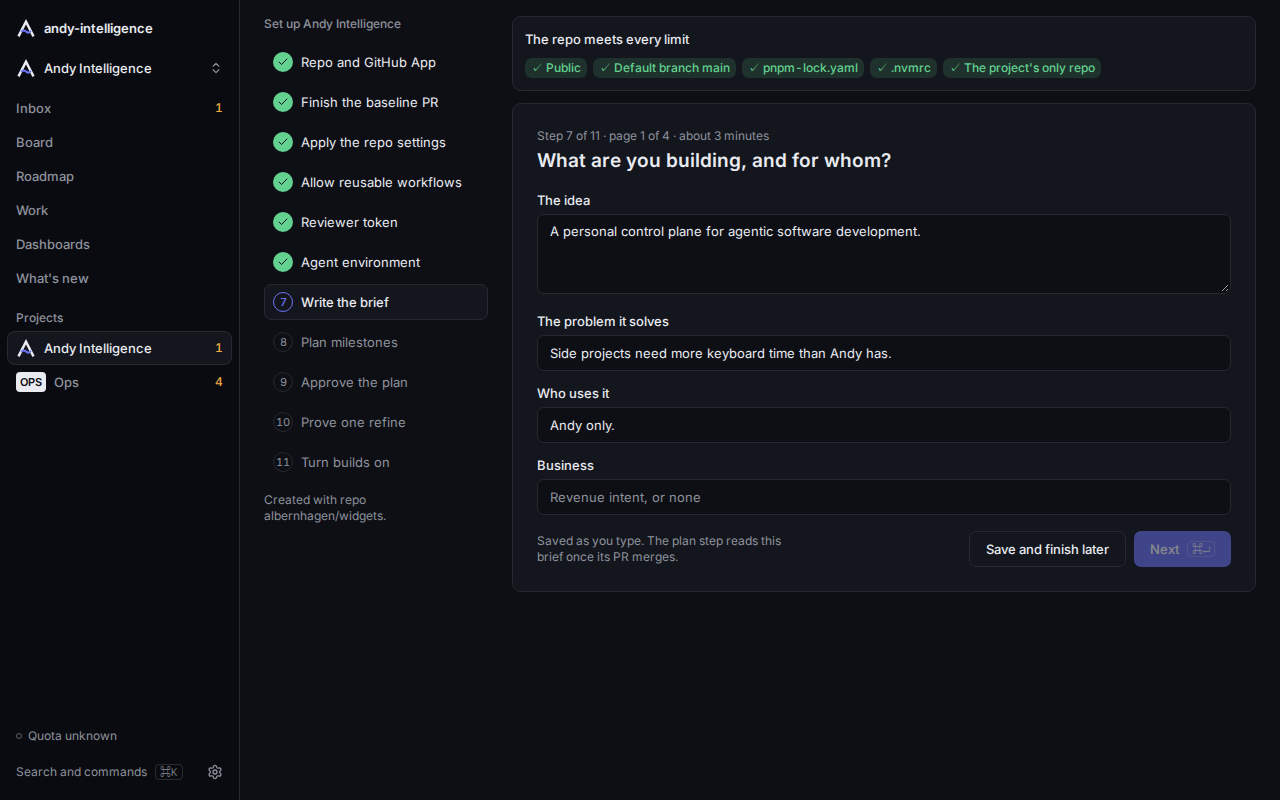 andy-intelligence
Andy Intelligence
Inbox 1
Board
Roadmap
Work
Dashboards
What's new
Projects
Andy Intelligence 1
OPS Ops 4
Quota unknown
Search and commands ⌘K
Set up Andy Intelligence
Repo and GitHub App
Finish the baseline PR
Apply the repo settings
Allow reusable workflows
Reviewer token
Agent environment
7 Write the brief
8 Plan milestones
9 Approve the plan
10 Prove one refine
11 Turn builds on
Created with repo
albernhagen/widgets.
The repo meets every limit
✓ Public ✓ Default branch main ✓ pnpm-lock.yaml ✓ .nvmrc ✓ The project's only repo
Step 7 of 11 · page 1 of 4 · about 3 minutes
What are you building, and for whom?
The idea
A personal control plane for agentic software development.
The problem it solves
Side projects need more keyboard time than Andy has.
Who uses it
Andy only.
Business
Revenue intent, or none
Saved as you type. The plan step reads this
brief once its PR merges.
Save and finish later
Next ⌘↵